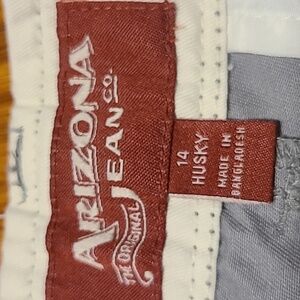 ARIZONA
JEAN CO.
THE ORIGINAL
14
HUSKY
MADE IN
BANGLADESH